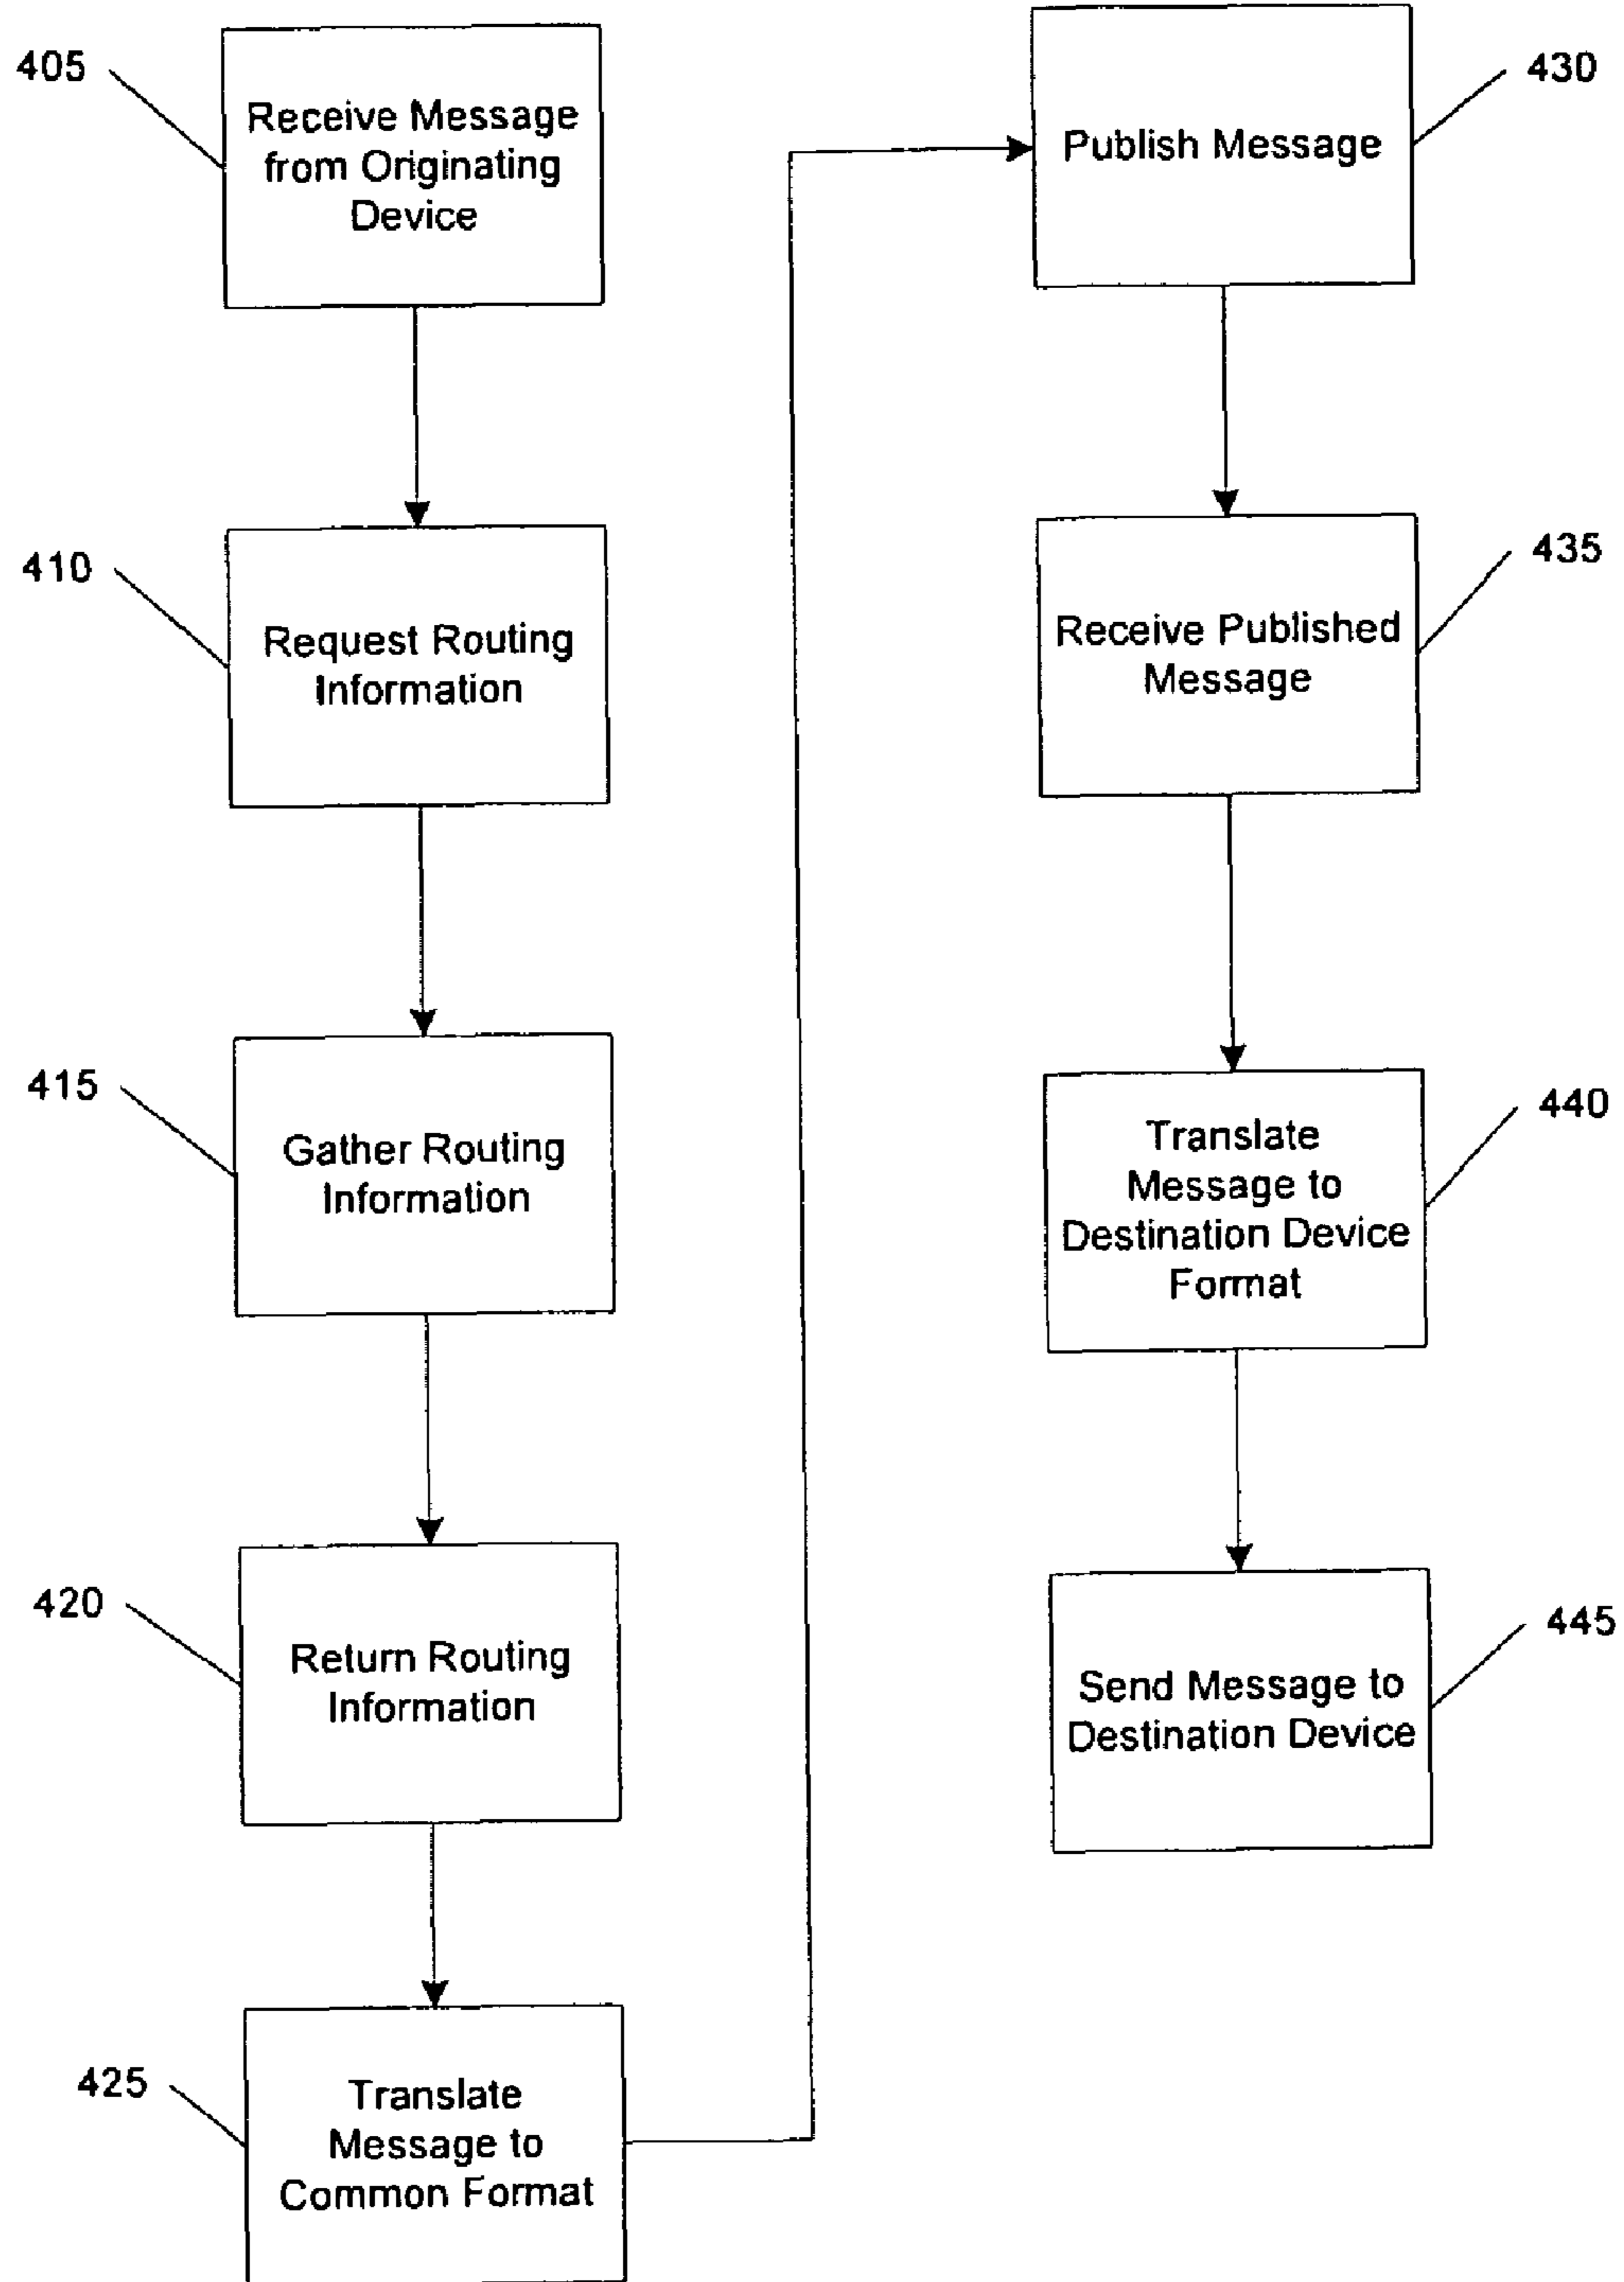 405
Receive Message
from Originating
Device
410
Request Routing
Information
415
Gather Routing
Information
420
Return Routing
Information
425
Translate
Message to
Common Format
430
Publish Message
435
Receive Published
Message
440
Translate
Message to
Destination Device
Format
445
Send Message to
Destination Device